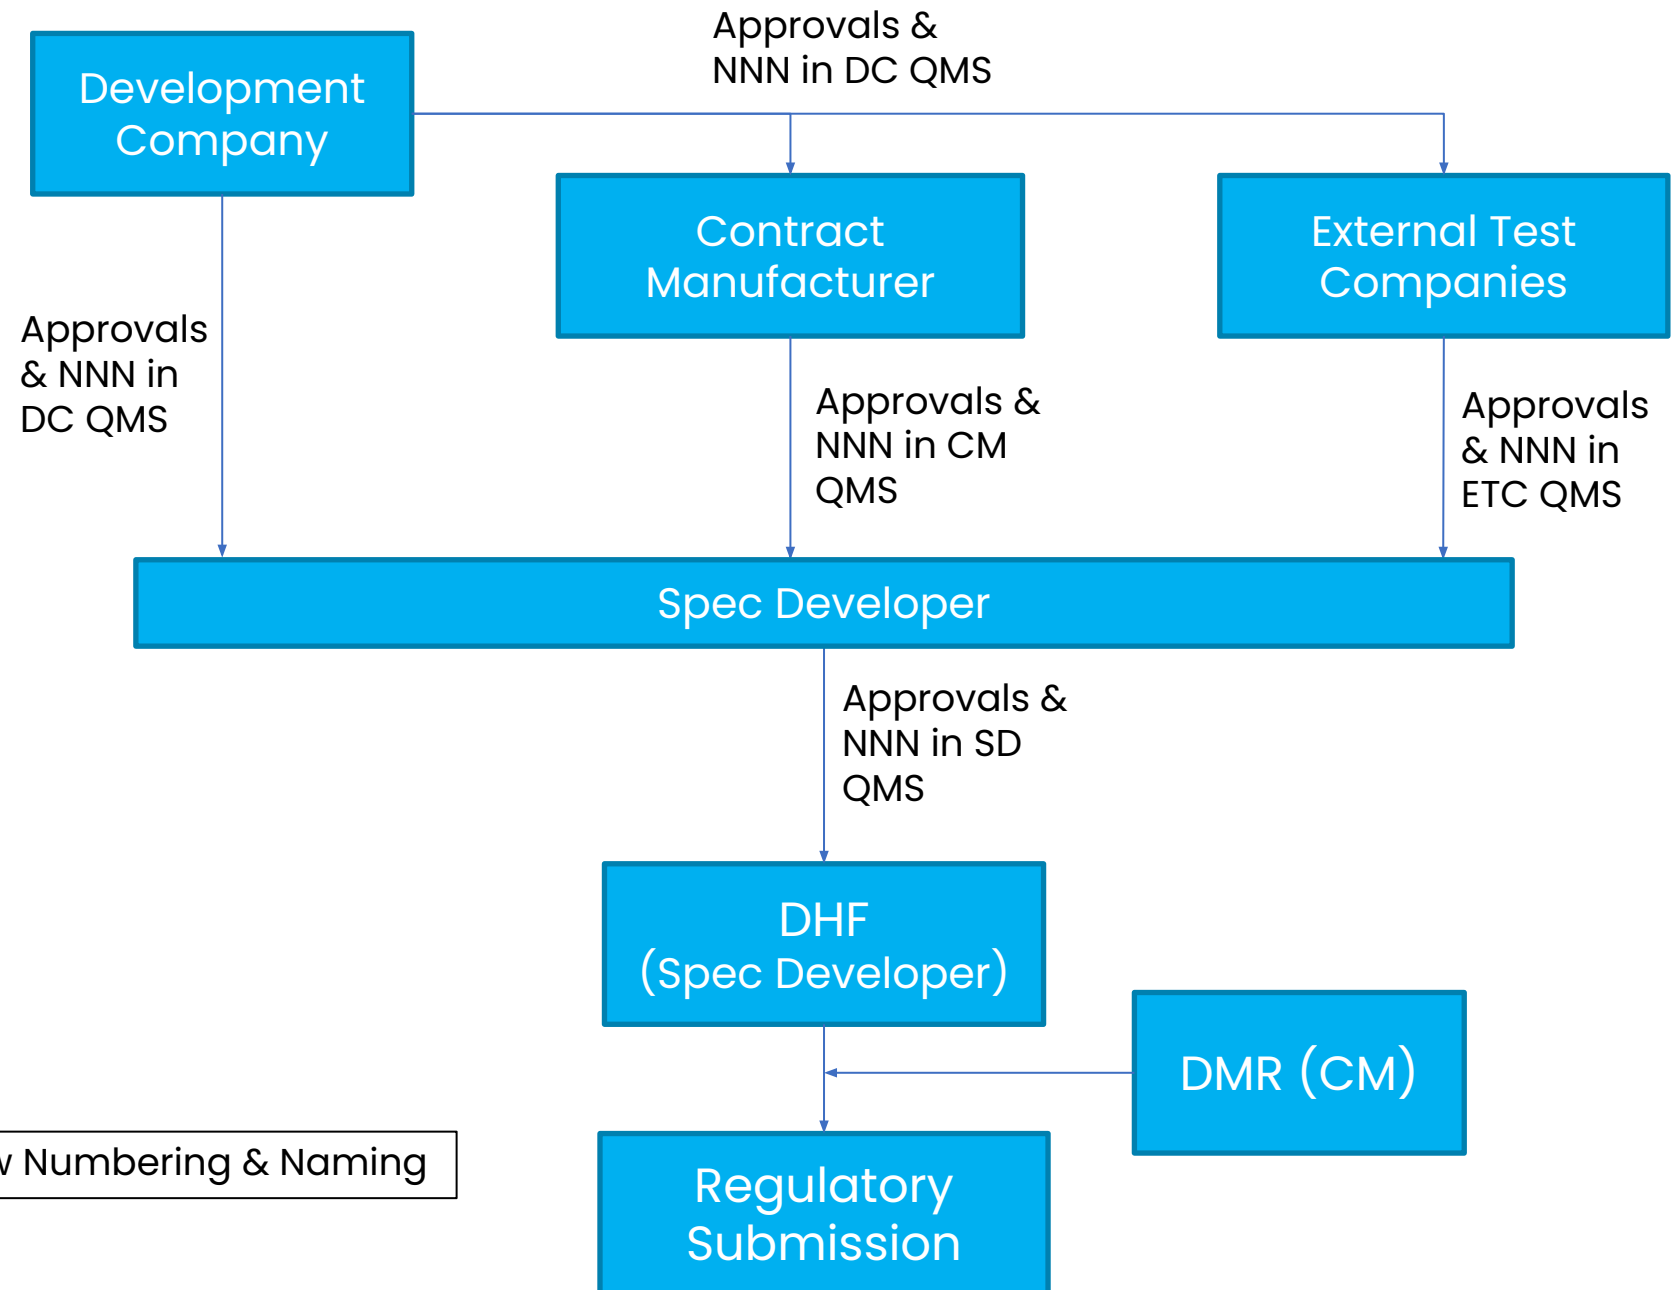 Approvals &
NNN in DC QMS
Development
Company
Contract
Manufacturer
External Test
Companies
Approvals
& NNN in
DC QMS
Approvals &
NNN in CM
QMS
Approvals
& NNN in
ETC QMS
Spec Developer
Approvals &
NNN in SD
QMS
DHF
(Spec Developer)
DMR (CM)
Numbering & Naming
Regulatory
Submission